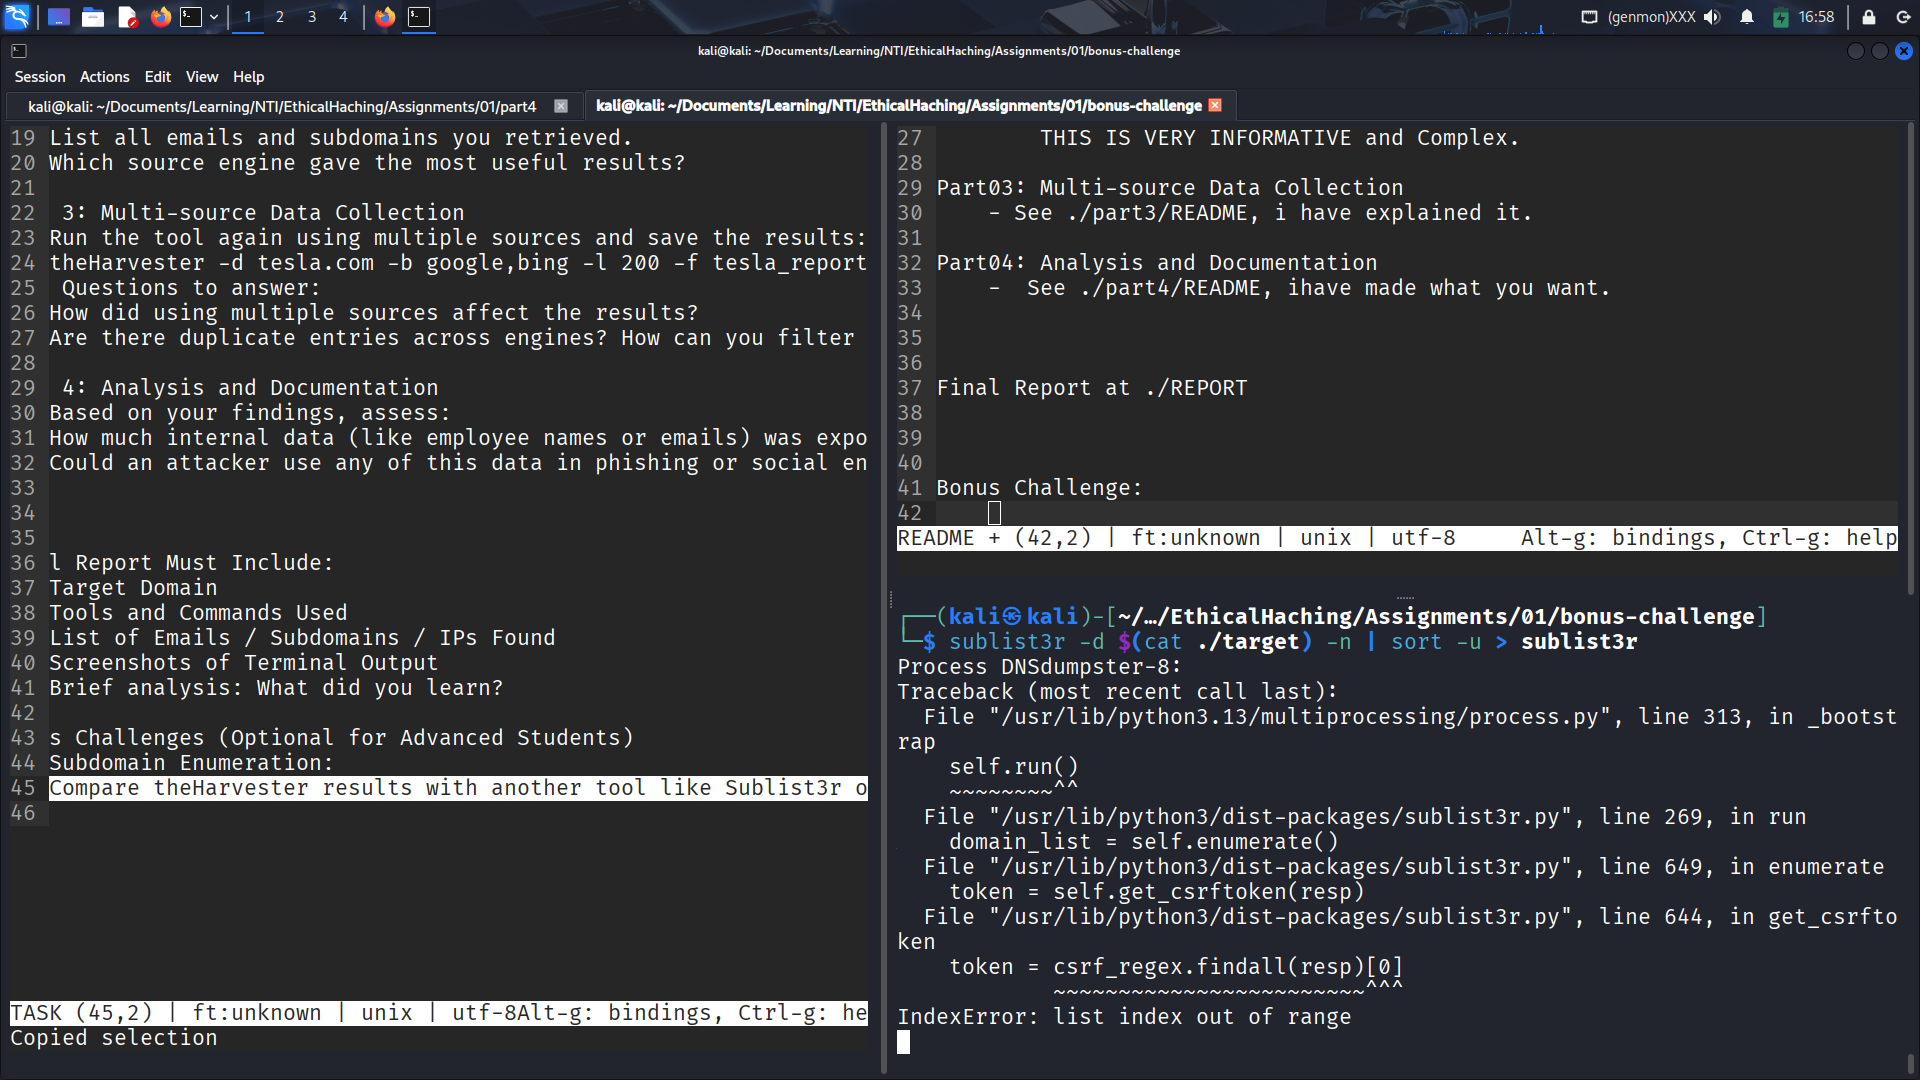 1 2 3 4 (genmon)XXX 16:58
kali@kali: ~/Documents/Learning/NTI/EthicalHaching/Assignments/01/bonus-challenge
Session Actions Edit View Help
kali@kali: ~/Documents/Learning/NTI/EthicalHaching/Assignments/01/part4
kali@kali: ~/Documents/Learning/NTI/EthicalHaching/Assignments/01/bonus-challenge
19 List all emails and subdomains you retrieved.
20 Which source engine gave the most useful results?
21
22  3: Multi-source Data Collection
23 Run the tool again using multiple sources and save the results:
24 theHarvester -d tesla.com -b google,bing -l 200 -f tesla_report
25  Questions to answer:
26 How did using multiple sources affect the results?
27 Are there duplicate entries across engines? How can you filter
28
29  4: Analysis and Documentation
30 Based on your findings, assess:
31 How much internal data (like employee names or emails) was expo
32 Could an attacker use any of this data in phishing or social en
33
34
35
36 l Report Must Include:
37 Target Domain
38 Tools and Commands Used
39 List of Emails / Subdomains / IPs Found
40 Screenshots of Terminal Output
41 Brief analysis: What did you learn?
42
43 s Challenges (Optional for Advanced Students)
44 Subdomain Enumeration:
45 Compare theHarvester results with another tool like Sublist3r o
46
TASK (45,2) | ft:unknown | unix | utf-8Alt-g: bindings, Ctrl-g: he
Copied selection
27         THIS IS VERY INFORMATIVE and Complex.
28
29 Part03: Multi-source Data Collection
30     - See ./part3/README, i have explained it.
31
32 Part04: Analysis and Documentation
33     -  See ./part4/README, ihave made what you want.
34
35
36
37 Final Report at ./REPORT
38
39
40
41 Bonus Challenge:
42
README + (42,2) | ft:unknown | unix | utf-8     Alt-g: bindings, Ctrl-g: help
┌──(kali㉿kali)-[~/…/EthicalHaching/Assignments/01/bonus-challenge]
└─$ sublist3r -d $(cat ./target) -n | sort -u > sublist3r
Process DNSdumpster-8:
Traceback (most recent call last):
  File "/usr/lib/python3.13/multiprocessing/process.py", line 313, in _bootst
rap
    self.run()
    ~~~~~~~~^^
  File "/usr/lib/python3/dist-packages/sublist3r.py", line 269, in run
    domain_list = self.enumerate()
  File "/usr/lib/python3/dist-packages/sublist3r.py", line 649, in enumerate
    token = self.get_csrftoken(resp)
  File "/usr/lib/python3/dist-packages/sublist3r.py", line 644, in get_csrfto
ken
    token = csrf_regex.findall(resp)[0]
            ~~~~~~~~~~~~~~~~~~~~~~~~^^^
IndexError: list index out of range